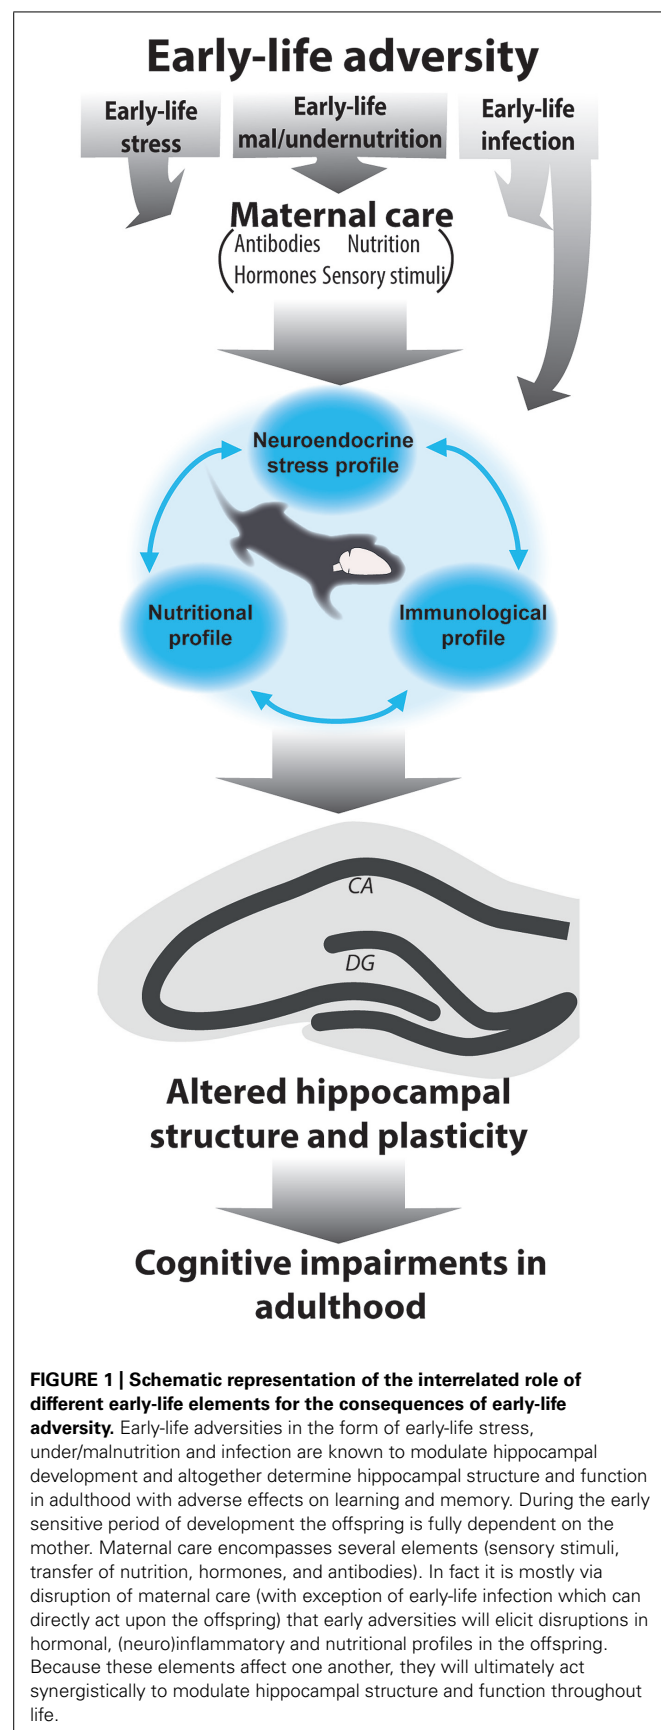 Early-life adversity
Early-life
stress
Early-life
mal/undernutrition
Early-life
infection
Maternal care
(Antibodies Nutrition
Hormones Sensory stimuli)
Neuroendocrine
stress profile
Nutritional
profile
Immunological
profile
CA
DG
Altered hippocampal
structure and plasticity
Cognitive impairments in
adulthood
FIGURE 1 | Schematic representation of the interrelated role of
different early-life elements for the consequences of early-life
adversity. Early-life adversities in the form of early-life stress,
under/malnutrition and infection are known to modulate hippocampal
development and altogether determine hippocampal structure and function
in adulthood with adverse effects on learning and memory. During the early
sensitive period of development the offspring is fully dependent on the
mother. Maternal care encompasses several elements (sensory stimuli,
transfer of nutrition, hormones, and antibodies). In fact it is mostly via
disruption of maternal care (with exception of early-life infection which can
directly act upon the offspring) that early adversities will elicit disruptions in
hormonal, (neuro)inflammatory and nutritional profiles in the offspring.
Because these elements affect one another, they will ultimately act
synergistically to modulate hippocampal structure and function throughout
life.